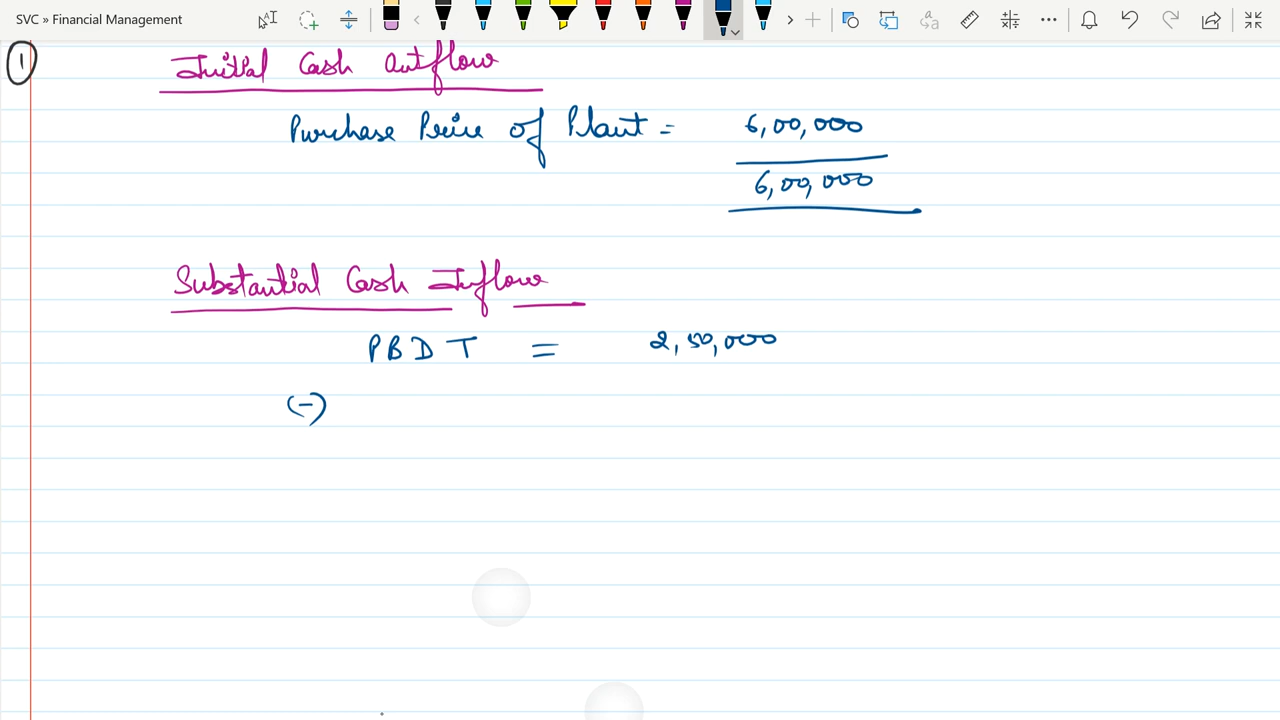 SVC » Financial Management
1
Initial Cash Outflow
Purchase Price of Plant = 6,00,000
6,00,000
Substantial Cash Inflow
PBDT = 2,50,000
(-)